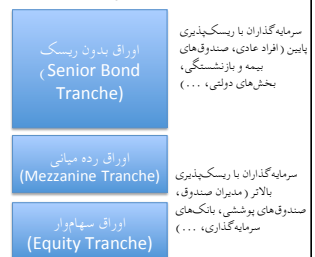 اوراق بدون ریسک
(Senior Bond
Tranche)
سرمایه‌گذاران با ریسک‌پذیری
پایین (افراد عادی، صندوق‌های
بیمه و بازنشستگی،
بخش‌های دولتی، ...)
اوراق رده میانی
(Mezzanine Tranche)
اوراق سهام‌وار
(Equity Tranche)
سرمایه‌گذاران با ریسک‌پذیری
بالاتر (مدیران صندوق،
صندوق‌های پوششی، بانک‌های
سرمایه‌گذاری، ...)